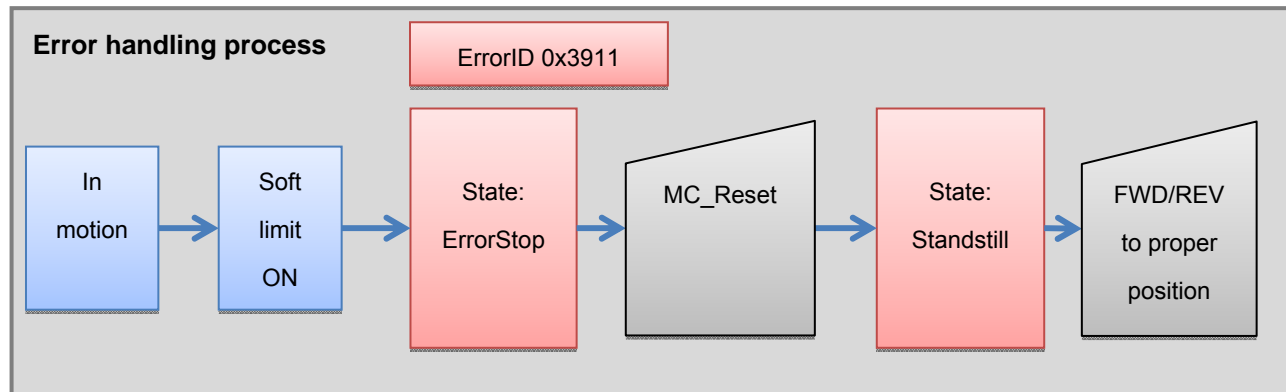 Error handling process
ErrorID 0x3911
In
motion
Soft
limit
ON
State:
ErrorStop
MC_Reset
State:
Standstill
FWD/REV
to proper
position